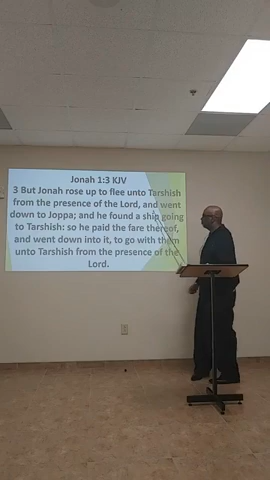 Jonah 1:3 KJV
3 But Jonah rose up to flee unto Tarshish
from the presence of the Lord, and went
down to Joppa; and he found a ship going
to Tarshish: so he paid the fare thereof,
and went down into it, to go with them
unto Tarshish from the presence of the
Lord.